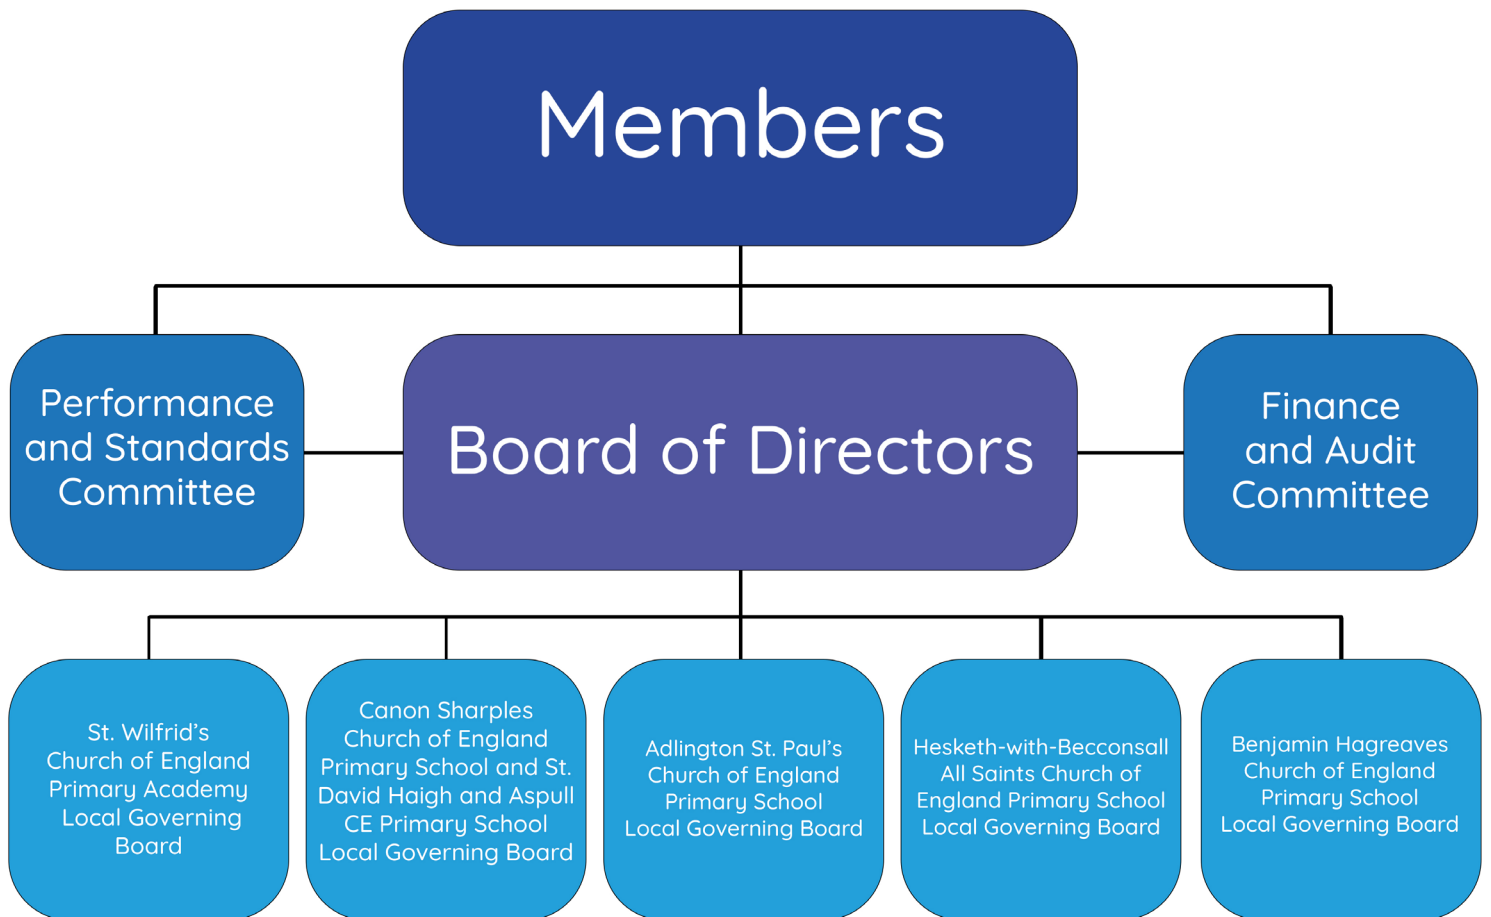 Members
Performance
and Standards
Committee
Board of Directors
Finance
and Audit
Committee
St. Wilfrid’s
Church of England
Primary Academy
Local Governing
Board
Canon Sharples
Church of England
Primary School and St.
David Haigh and Aspull
CE Primary School
Local Governing Board
Adlington St. Paul’s
Church of England
Primary School
Local Governing Board
Hesketh-with-Becconsall
All Saints Church of
England Primary School
Local Governing Board
Benjamin Hagreaves
Church of England
Primary School
Local Governing Board